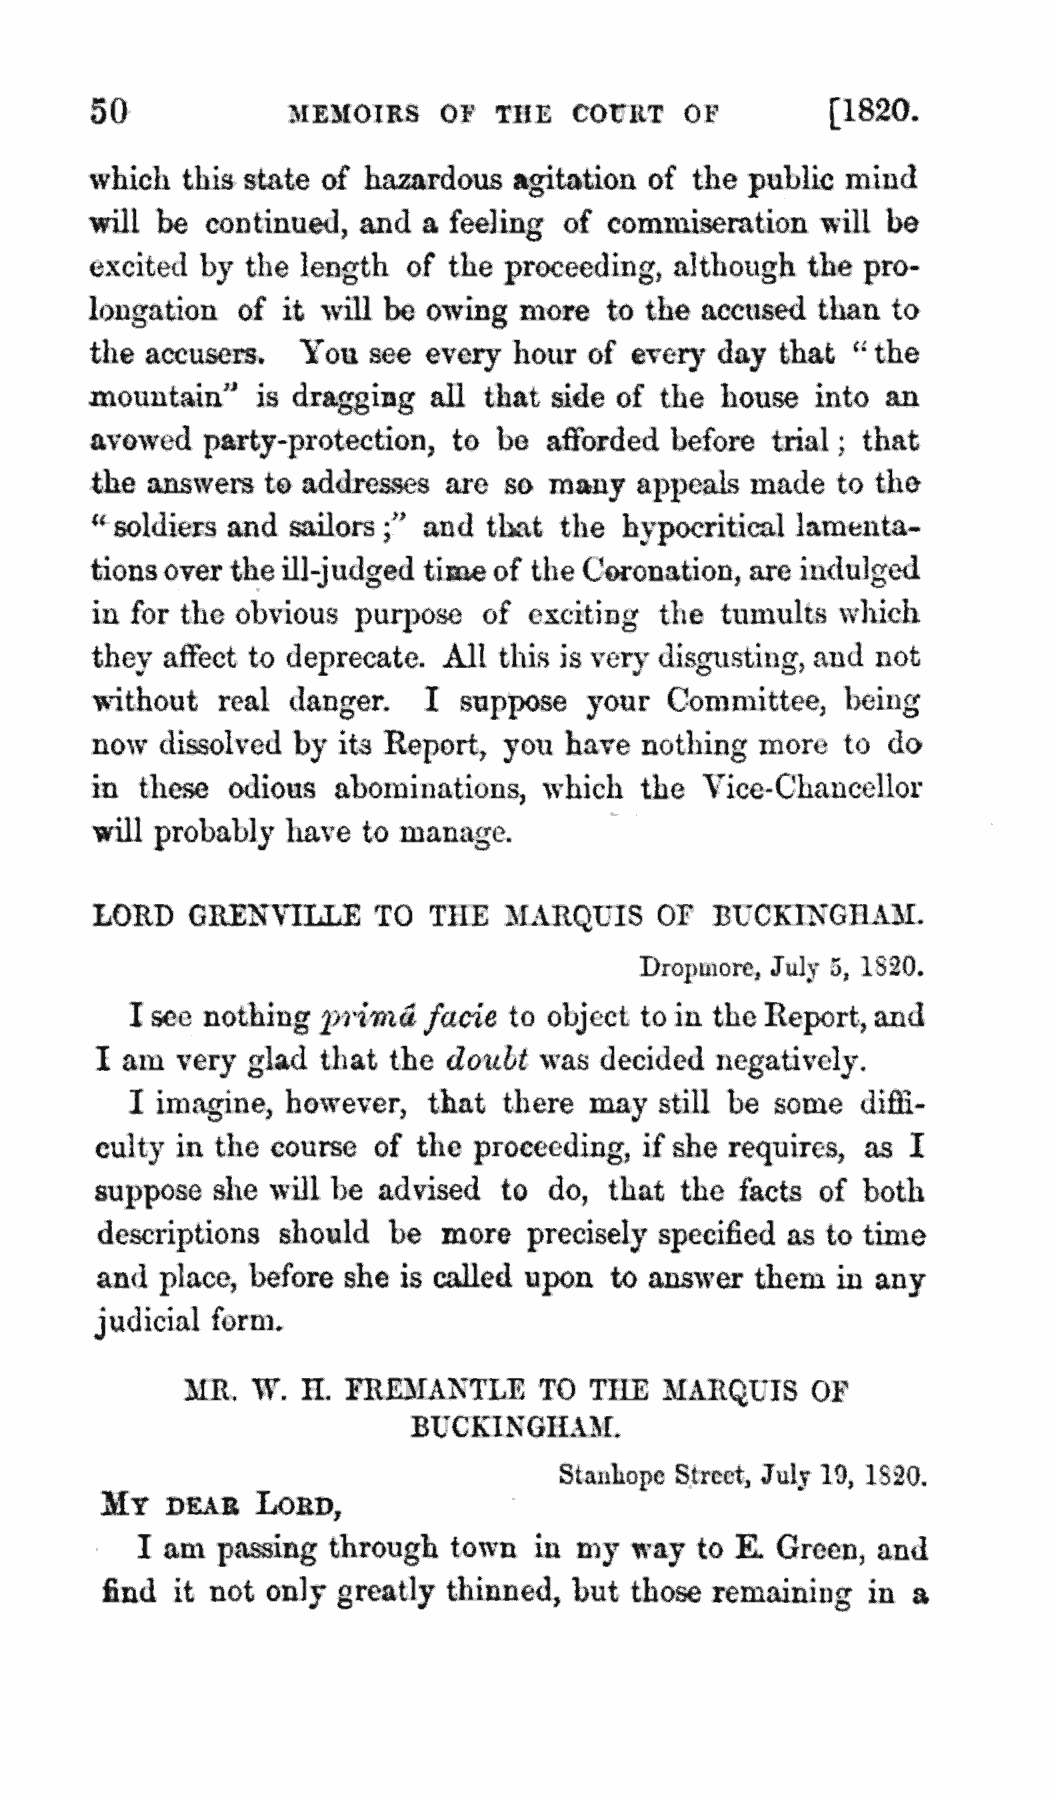 50 MEMOIRS OF THE COURT OF [1820.
which this state of hazardous agitation of the public mind
will be continued, and a feeling of commiseration will be
excited by the length of the proceeding, although the pro-
longation of it will be owing more to the accused than to
the accusers. You see every hour of every day that “the
mountain” is dragging all that side of the house into an
avowed party-protection, to be afforded before trial; that
the answers to addresses are so many appeals made to the
“soldiers and sailors;” and that the hypocritical lamenta-
tions over the ill-judged time of the Coronation, are indulged
in for the obvious purpose of exciting the tumults which
they affect to deprecate. All this is very disgusting, and not
without real danger. I suppose your Committee, being
now dissolved by its Report, you have nothing more to do
in these odious abominations, which the Vice-Chancellor
will probably have to manage.
LORD GRENVILLE TO THE MARQUIS OF BUCKINGHAM.
Dropmore, July 5, 1820.
I see nothing primâ facie to object to in the Report, and
I am very glad that the doubt was decided negatively.
I imagine, however, that there may still be some diffi-
culty in the course of the proceeding, if she requires, as I
suppose she will be advised to do, that the facts of both
descriptions should be more precisely specified as to time
and place, before she is called upon to answer them in any
judicial form.
MR. W. H. FREMANTLE TO THE MARQUIS OF
BUCKINGHAM.
Stanhope Street, July 19, 1820.
MY DEAR LORD,
I am passing through town in my way to E. Green, and
find it not only greatly thinned, but those remaining in a